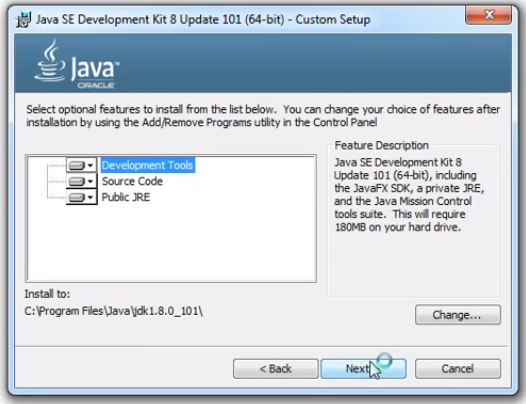 Java SE Development Kit 8 Update 101 (64-bit) - Custom Setup
Java™
ORACLE
Select optional features to install from the list below. You can change your choice of features after
installation by using the Add/Remove Programs utility in the Control Panel
Development Tools
Source Code
Public JRE
Feature Description
Java SE Development Kit 8
Update 101 (64-bit), including
the JavaFX SDK, a private JRE,
and the Java Mission Control
tools suite. This will require
180MB on your hard drive.
Install to:
C:\Program Files\Java\jdk1.8.0_101\
Change...
< Back
Next
Cancel